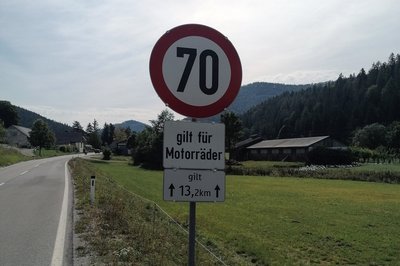 70
gilt für
Motorräder
gilt
↑ 13,2km ↑